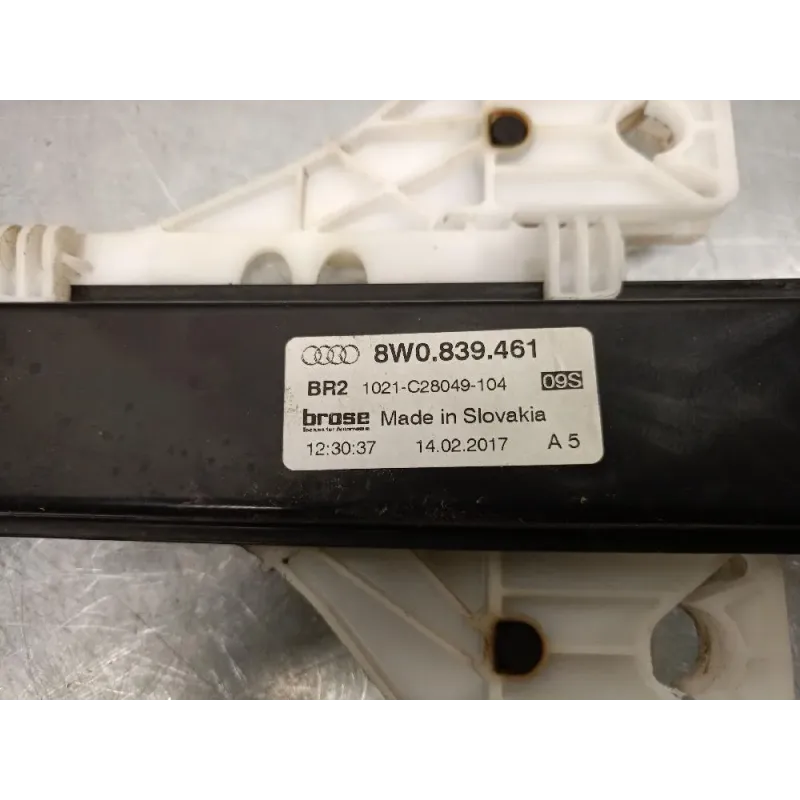 8W0.839.461
BR2 1021-C28049-104 09S
brose Made in Slovakia
12:30:37 14.02.2017 A 5